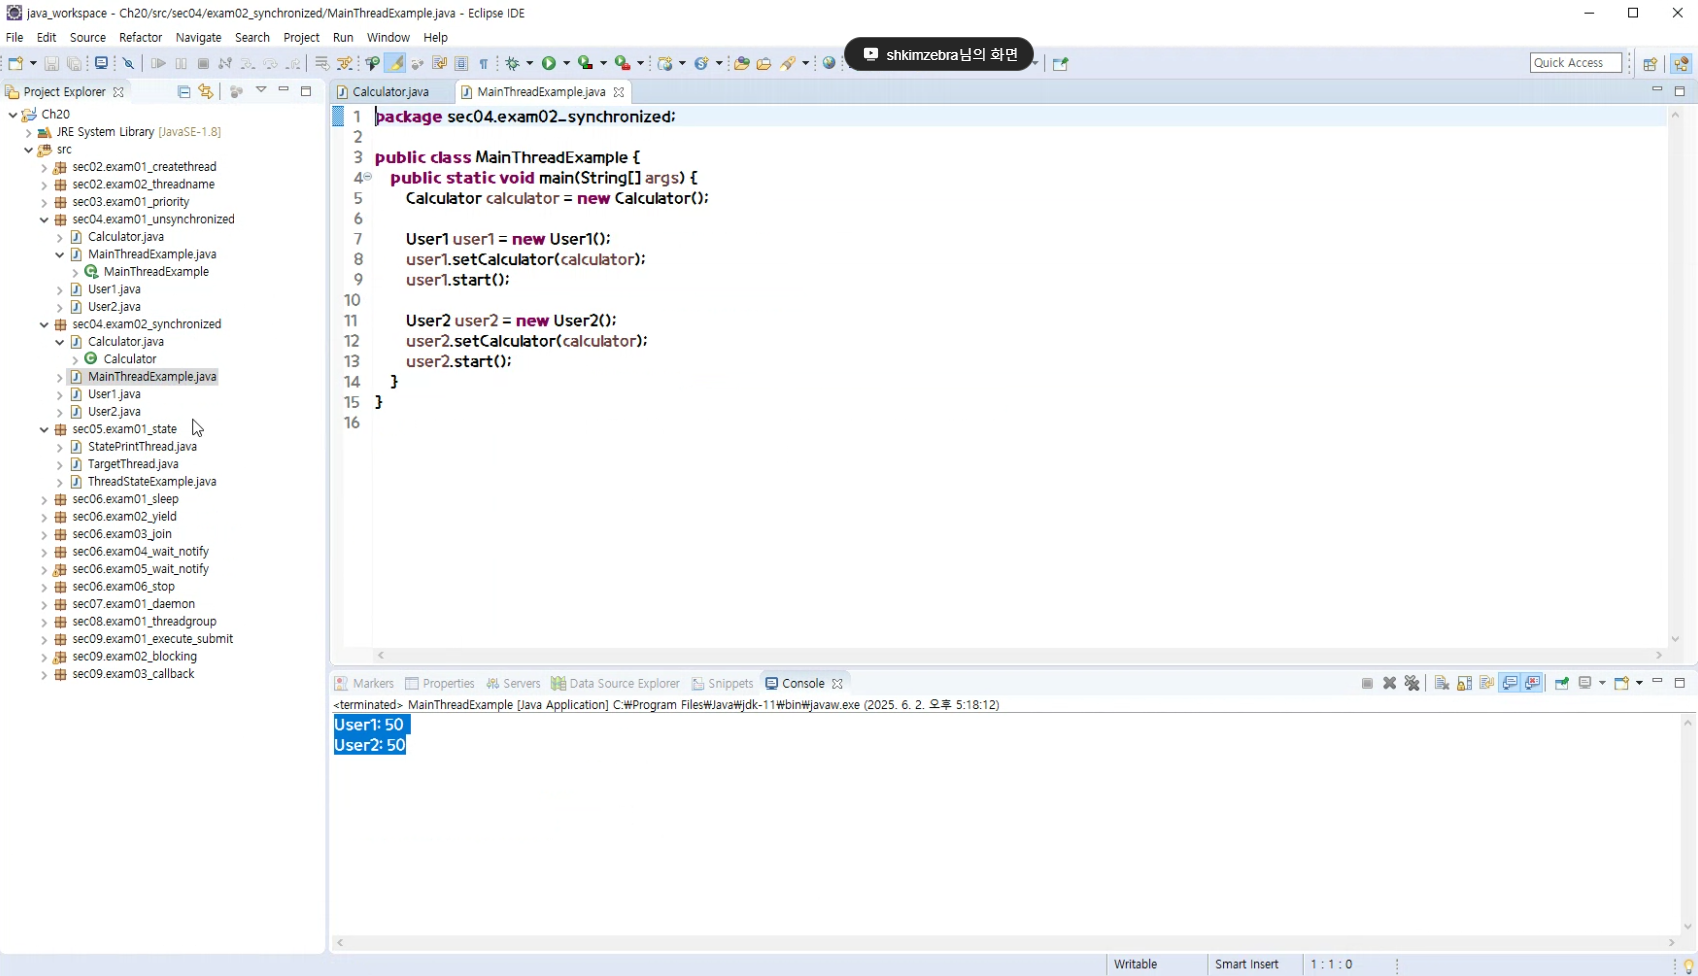 java_workspace - Ch20/src/sec04/exam02_synchronized/MainThreadExample.java - Eclipse IDE
File Edit Source Refactor Navigate Search Project Run Window Help
shkimzebra님의 화면
Quick Access
Project Explorer
Ch20
JRE System Library [JavaSE-1.8]
src
sec02.exam01_createthread
sec02.exam02_threadname
sec03.exam01_priority
sec04.exam01_unsynchronized
Calculator.java
MainThreadExample.java
MainThreadExample
User1.java
User2.java
sec04.exam02_synchronized
Calculator.java
Calculator
MainThreadExample.java
User1.java
User2.java
sec05.exam01_state
StatePrintThread.java
TargetThread.java
ThreadStateExample.java
sec06.exam01_sleep
sec06.exam02_yield
sec06.exam03_join
sec06.exam04_wait_notify
sec06.exam05_wait_notify
sec06.exam06_stop
sec07.exam01_daemon
sec08.exam01_threadgroup
sec09.exam01_execute_submit
sec09.exam02_blocking
sec09.exam03_callback
Calculator.java MainThreadExample.java
1 package sec04.exam02_synchronized;
2
3 public class MainThreadExample {
4 public static void main(String[] args) {
5 Calculator calculator = new Calculator();
6
7 User1 user1 = new User1();
8 user1.setCalculator(calculator);
9 user1.start();
10
11 User2 user2 = new User2();
12 user2.setCalculator(calculator);
13 user2.start();
14 }
15 }
16
Markers Properties Servers Data Source Explorer Snippets Console
<terminated> MainThreadExample [Java Application] C:₩Program Files₩Java₩jdk-11₩bin₩javaw.exe (2025. 6. 2. 오후 5:18:12)
User1: 50
User2: 50
Writable Smart Insert 1 : 1 : 0